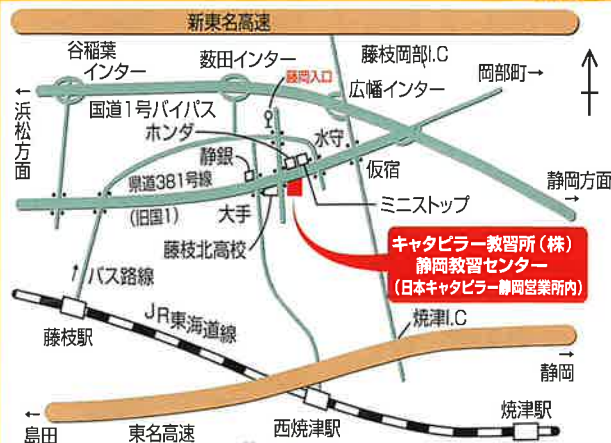 新東名高速
谷稲葉
インター
薮田インター
藤枝岡部I.C
岡部町→
藤岡入口
広幡インター
←浜松方面
国道1号バイパス
ホンダ
水守
静銀
仮宿
県道381号線
(旧国1)
大手
ミニストップ
静岡方面→
藤枝北高校
キャタピラー教習所(株)
静岡教習センター
(日本キャタピラー静岡営業所内)
↑バス路線
JR東海道線
藤枝駅
焼津I.C
→静岡
←島田
東名高速
西焼津駅
焼津駅